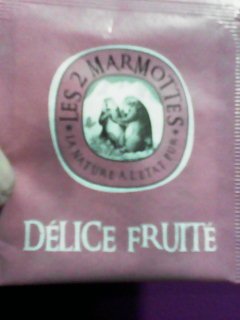 LES 2 MARMOTTES
LA NATURE A L'ETAT PUR
DÉLICE FRUITÉ